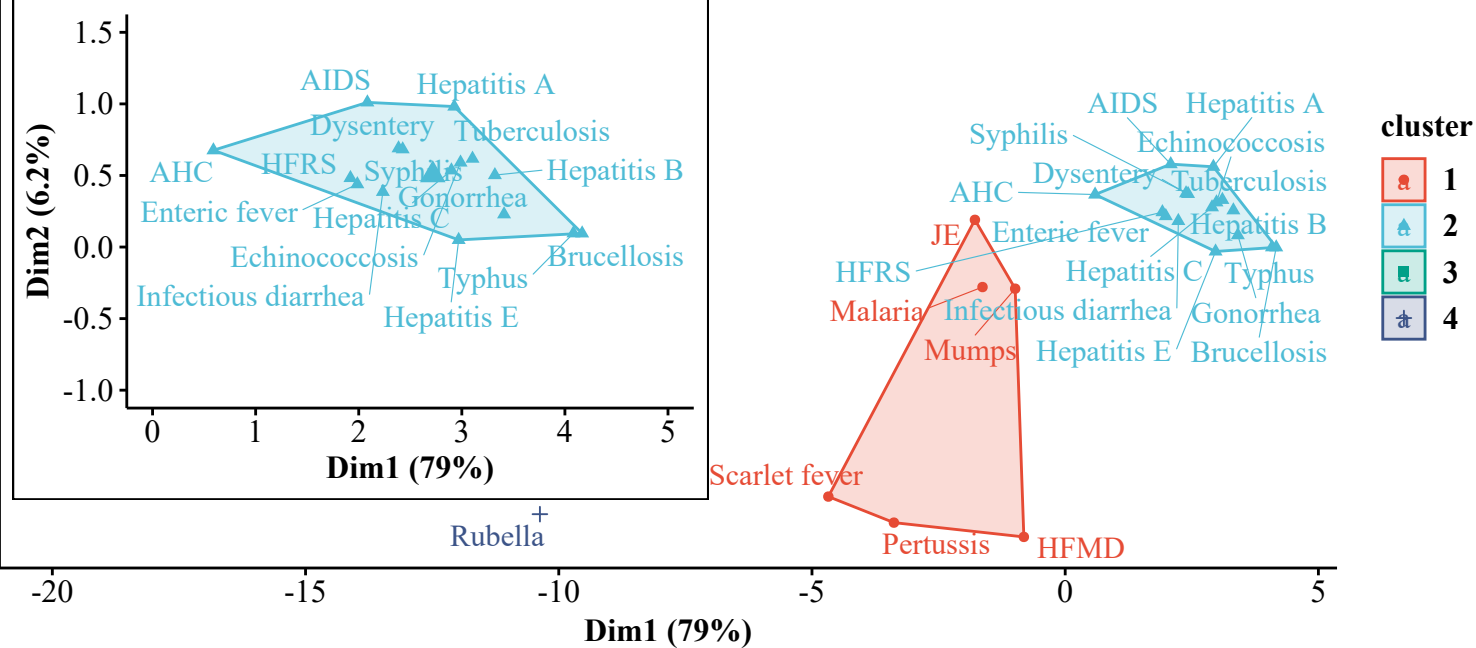 1.5
1.0
0.5
0.0
-0.5
-1.0
Dim2 (6.2%)
AIDS
Hepatitis A
Dysentery
Tuberculosis
AHC
HFRS
Syphilis
Hepatitis B
Enteric fever
Gonorrhea
Hepatitis C
Echinococcosis
Brucellosis
Typhus
Infectious diarrhea
Hepatitis E
0 1 2 3 4 5
Dim1 (79%)
AIDS
Hepatitis A
Syphilis
Echinococcosis
Dysentery
Tuberculosis
AHC
JE
Enteric fever
Hepatitis B
HFRS
Hepatitis C
Typhus
Malaria
Infectious diarrhea
Gonorrhea
Mumps
Hepatitis E
Brucellosis
Scarlet fever
Rubella
Pertussis
HFMD
-20 -15 -10 -5 0 5
Dim1 (79%)
cluster
a 1
a 2
a 3
a 4